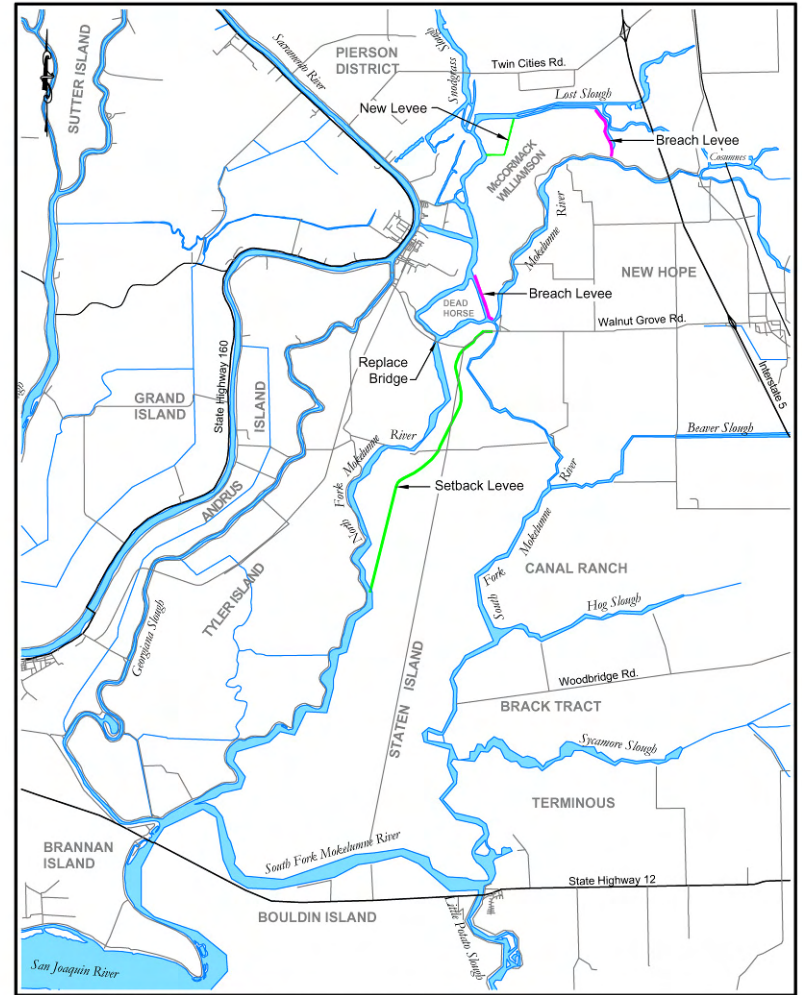 SUTTER ISLAND
Sacramento River
PIERSON
DISTRICT
Snodgrass
Slough
Twin Cities Rd.
Lost Slough
New Levee
Breach Levee
McCORMACK
WILLIAMSON
Cosumnes
Mokelumne
River
NEW HOPE
Breach Levee
DEAD
HORSE
Walnut Grove Rd.
Replace
Bridge
State Highway 160
Interstate 5
GRAND
ISLAND
ISLAND
ANDRUS
North
Fork
Mokelumne
River
Beaver Slough
Setback Levee
River
Mokelumne
Fork
South
CANAL RANCH
TYLER ISLAND
Georgiana Slough
Hog Slough
Woodbridge Rd.
STATEN ISLAND
BRACK TRACT
Sycamore Slough
TERMINOUS
BRANNAN
ISLAND
South Fork Mokelumne River
State Highway 12
BOULDIN ISLAND
Little Potato Slough
San Joaquin River